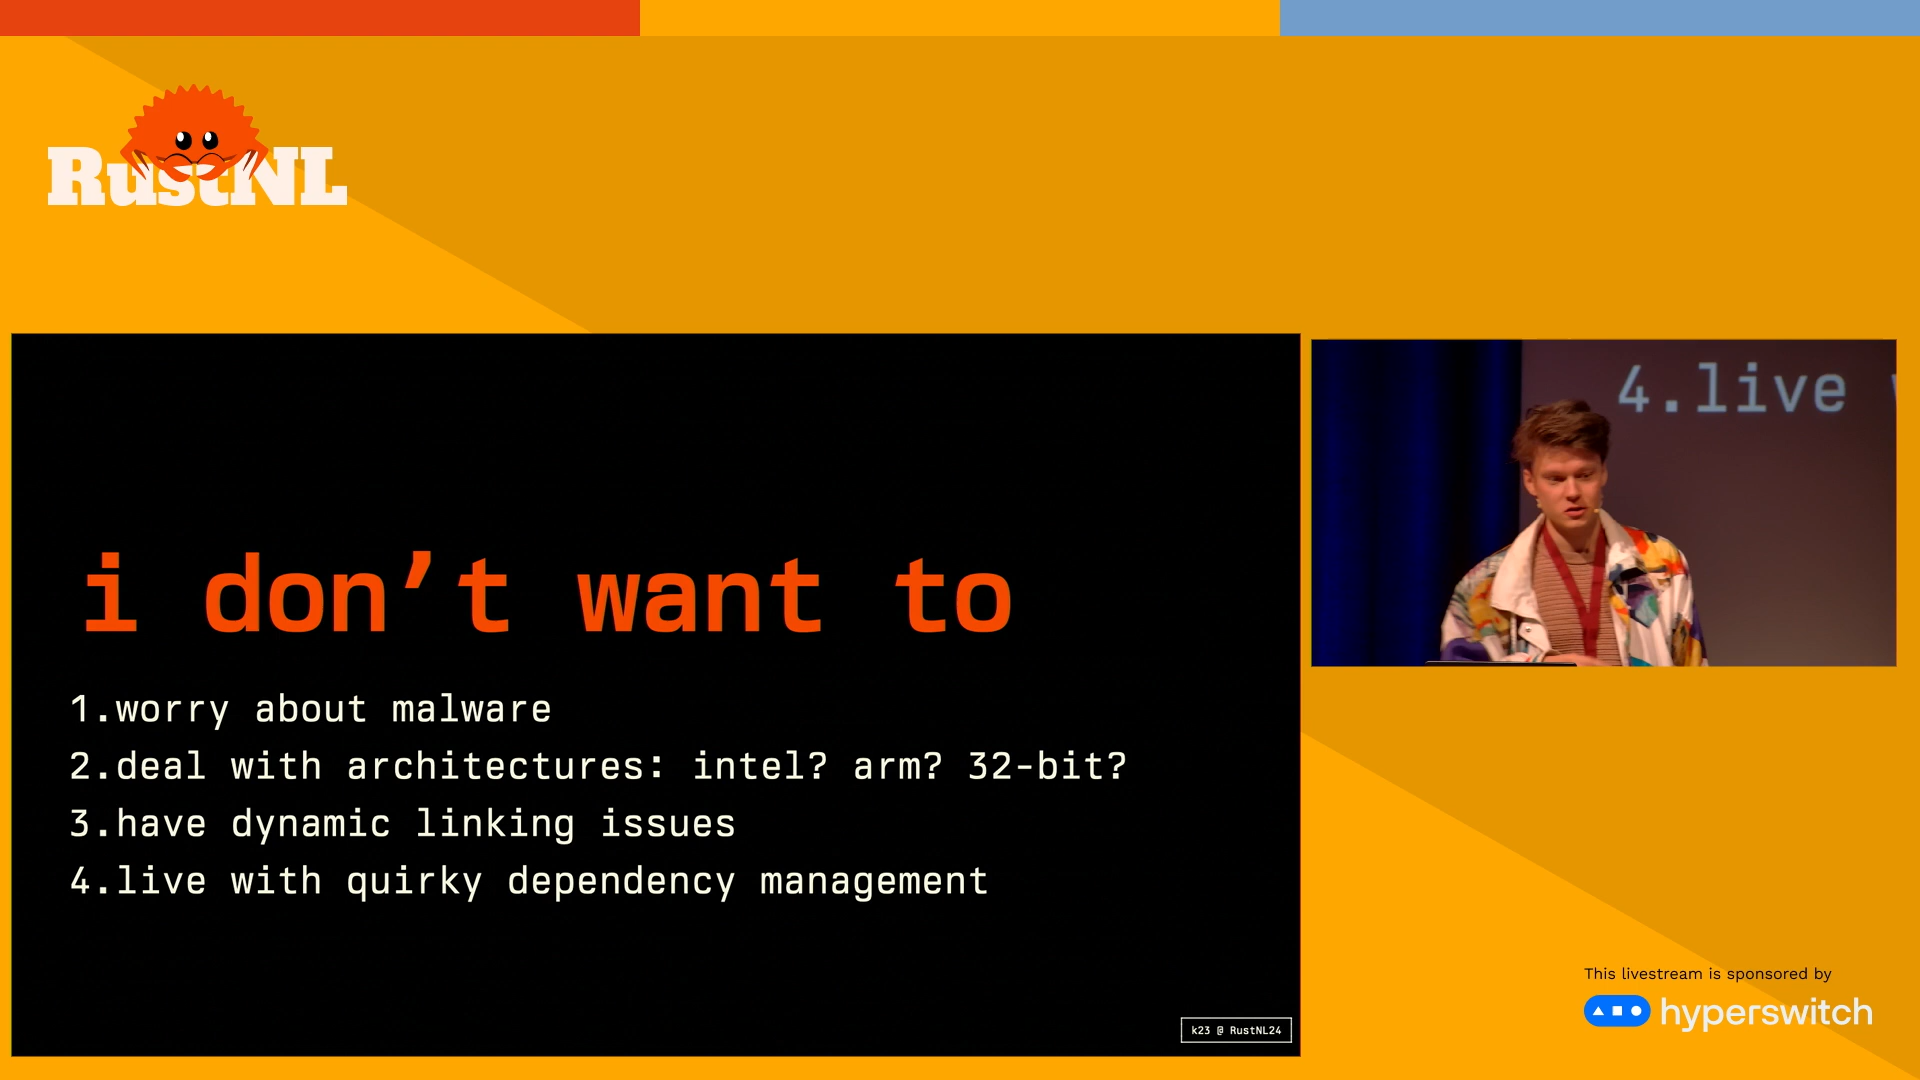 RustNL
i don’t want to
1.worry about malware
2.deal with architectures: intel? arm? 32-bit?
3.have dynamic linking issues
4.live with quirky dependency management
k23 @ RustNL24
4.live
This livestream is sponsored by
hyperswitch